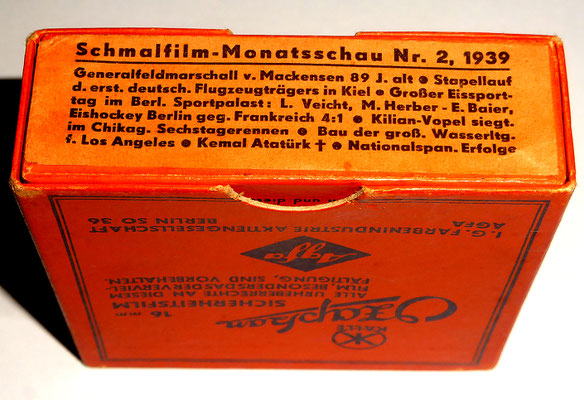 Schmalfilm-Monatsschau Nr. 2, 1939
Generalfeldmarschall v. Mackensen 89 J. alt ● Stapellauf
d. erst. deutsch. Flugzeugträgers in Kiel ● Großer Eissport-
tag im Berl. Sportpalast: L. Veicht, M. Herber - E. Baier,
Eishockey Berlin geg. Frankreich 4:1 ● Kilian-Vopel siegt
im Chikag. Sechstagerennen ● Bau der groß. Wasserltg.
f. Los Angeles ● Kemal Atatürk † ● Nationalspan. Erfolge
und dies
KALLE
Ozaphan
16 mm SICHERHEITSFILM
ALLE URHEBERRECHTE AN DIESEM
FILM BESONDERS DAS DER VERVIEL-
FÄLTIGUNG, SIND VORBEHALTEN.
Agfa
I. G. FARBENINDUSTRIE AKTIENGESELLSCHAFT
AGFA BERLIN SO 36